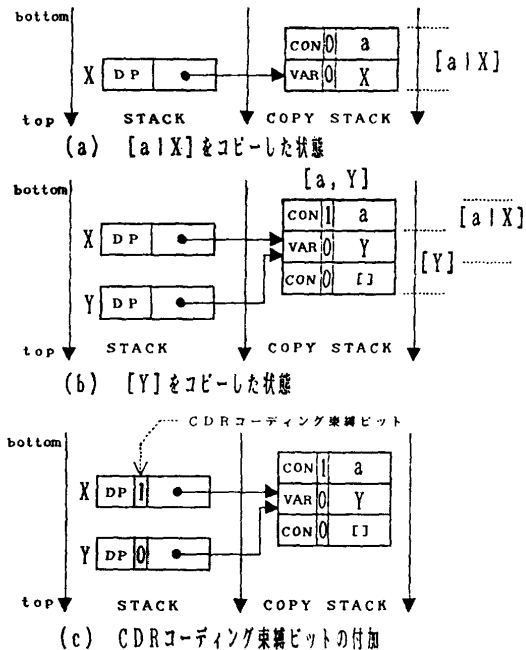 bottom
CON 0 a
X DP VAR 0 X [a|X]
top STACK COPY STACK
(a) [a|X]をコピーした状態
[a, Y]
bottom
CON 1 a [a|X]
X DP VAR 0 Y [Y]
Y DP CON 0 []
top STACK COPY STACK
(b) [Y]をコピーした状態
CDRコーディング束縛ビット
bottom
X DP 1 CON 1 a
VAR 0 Y
Y DP 0 CON 0 []
top STACK COPY STACK
(c) CDRコーディング束縛ビットの付加